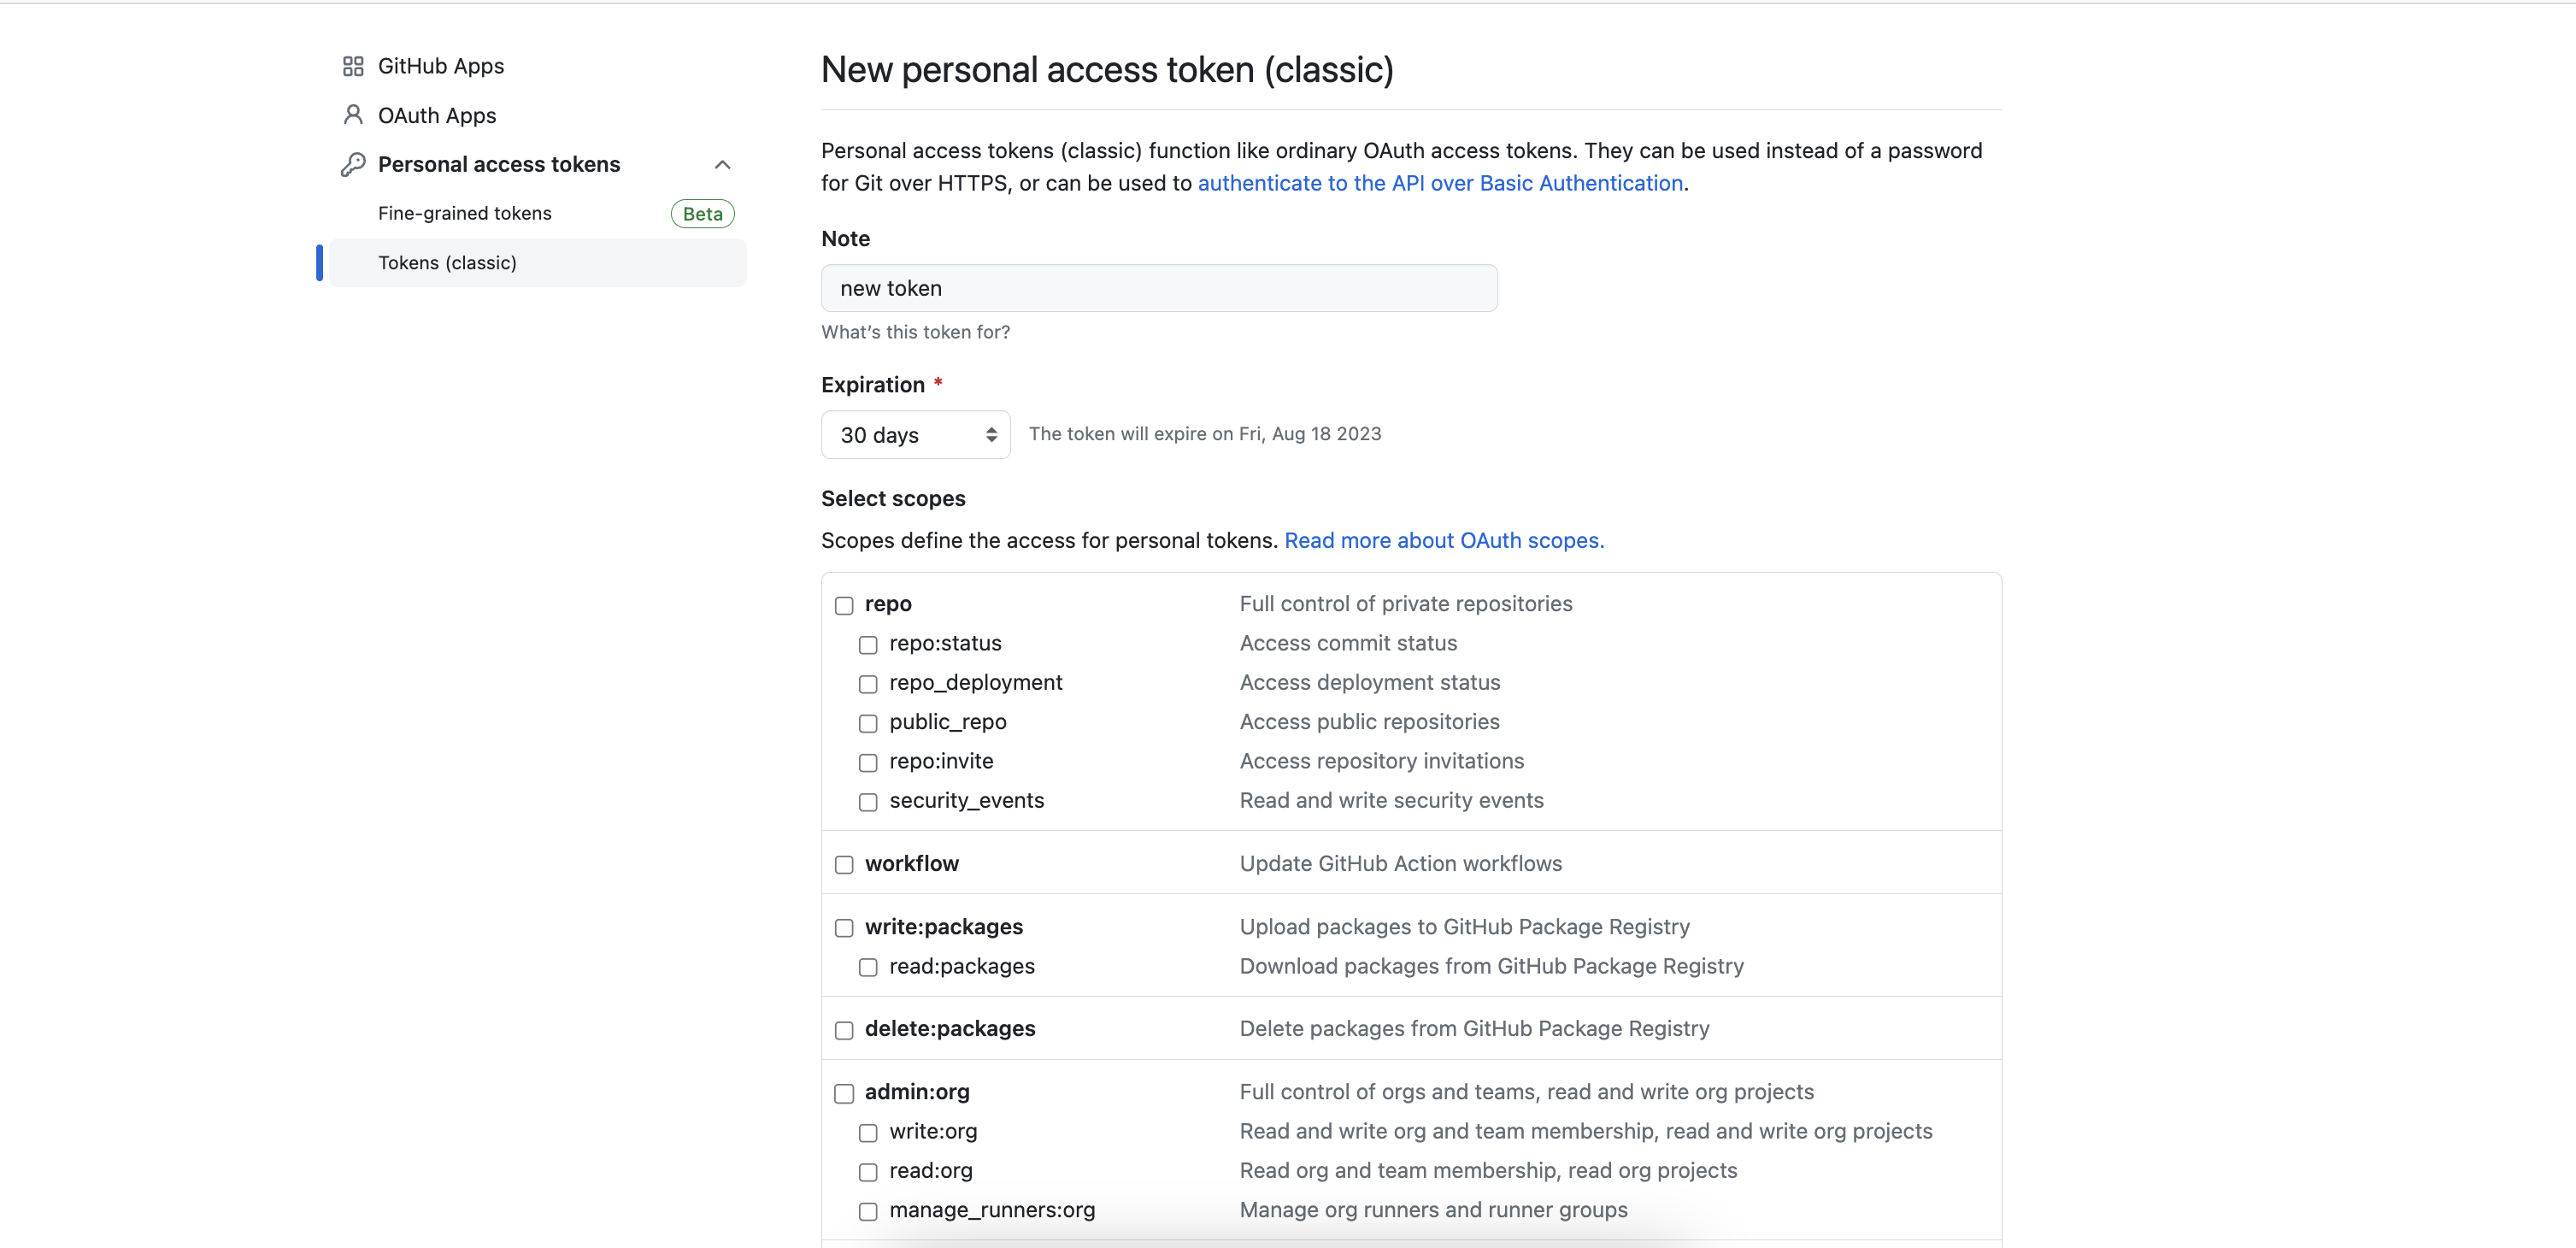 GitHub Apps
OAuth Apps
Personal access tokens
Fine-grained tokens Beta
Tokens (classic)
New personal access token (classic)
Personal access tokens (classic) function like ordinary OAuth access tokens. They can be used instead of a password
for Git over HTTPS, or can be used to authenticate to the API over Basic Authentication.
Note
new token
What's this token for?
Expiration *
30 days The token will expire on Fri, Aug 18 2023
Select scopes
Scopes define the access for personal tokens. Read more about OAuth scopes.
repo Full control of private repositories
repo:status Access commit status
repo_deployment Access deployment status
public_repo Access public repositories
repo:invite Access repository invitations
security_events Read and write security events
workflow Update GitHub Action workflows
write:packages Upload packages to GitHub Package Registry
read:packages Download packages from GitHub Package Registry
delete:packages Delete packages from GitHub Package Registry
admin:org Full control of orgs and teams, read and write org projects
write:org Read and write org and team membership, read and write org projects
read:org Read org and team membership, read org projects
manage_runners:org Manage org runners and runner groups